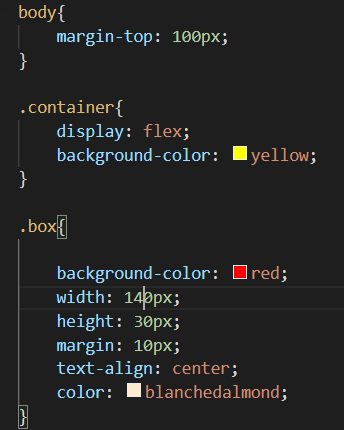 body{
margin-top: 100px;
}
.container{
display: flex;
background-color: yellow;
}
.box{
background-color: red;
width: 140px;
height: 30px;
margin: 10px;
text-align: center;
color: blanchedalmond;
}